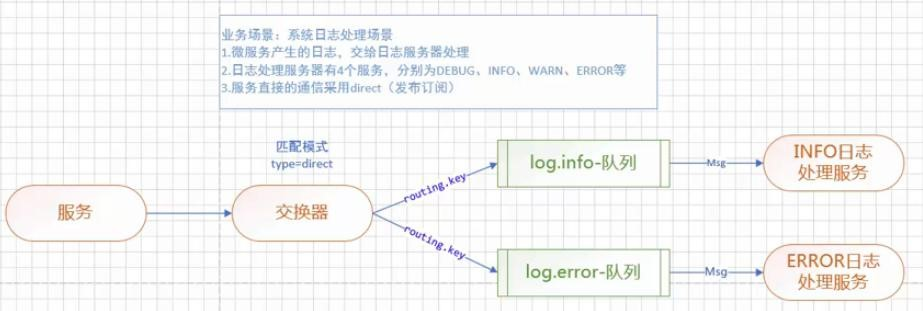 业务场景：系统日志处理场景
1.微服务产生的日志，交给日志服务器处理
2.日志处理服务器有4个服务，分别为DEBUG、INFO、WARN、ERROR等
3.服务直接的通信采用direct（发布订阅）
匹配模式
type=direct
服务
交换器
routing.key
routing.key
log.info-队列
Msg
INFO日志
处理服务
log.error-队列
Msg
ERROR日志
处理服务